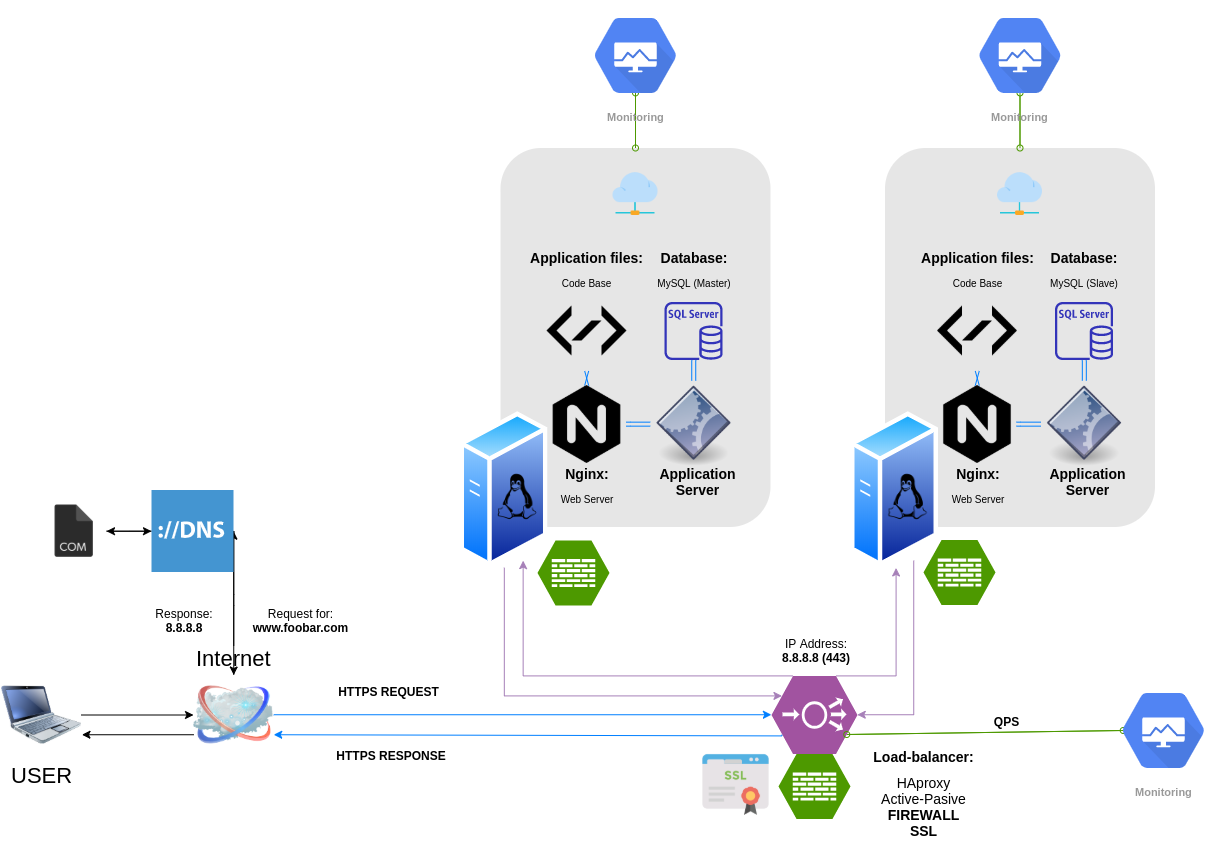 Monitoring
Monitoring
Application files:
Database:
Code Base
MySQL (Master)
SQL Server
N
Nginx:
Web Server
Application
Server
Application files:
Database:
Code Base
MySQL (Slave)
SQL Server
N
Nginx:
Web Server
Application
Server
COM
://DNS
Response:
8.8.8.8
Request for:
www.foobar.com
Internet
USER
HTTPS REQUEST
HTTPS RESPONSE
IP Address:
8.8.8.8 (443)
SSL
Load-balancer:
HAproxy
Active-Pasive
FIREWALL
SSL
QPS
Monitoring